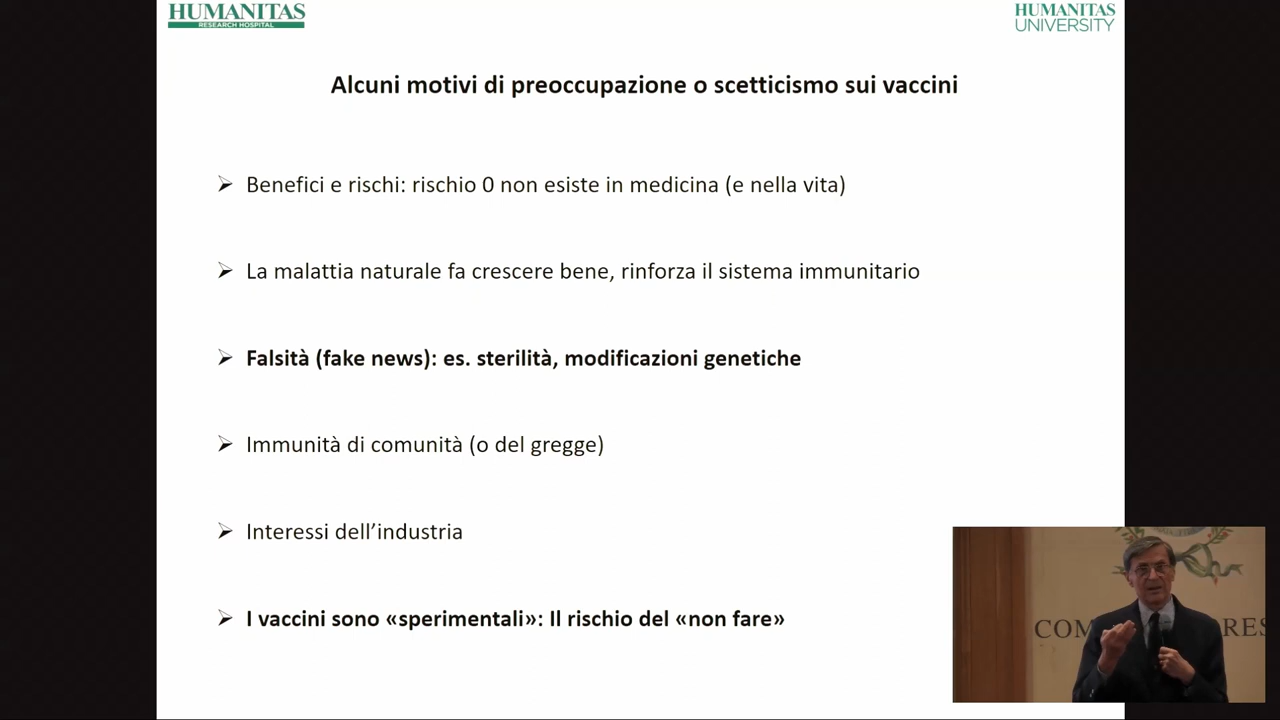 HUMANITAS
RESEARCH HOSPITAL
HUMANITAS
UNIVERSITY
Alcuni motivi di preoccupazione o scetticismo sui vaccini
Benefici e rischi: rischio 0 non esiste in medicina (e nella vita)
La malattia naturale fa crescere bene, rinforza il sistema immunitario
Falsità (fake news): es. sterilità, modificazioni genetiche
Immunità di comunità (o del gregge)
Interessi dell’industria
I vaccini sono «sperimentali»: Il rischio del «non fare»